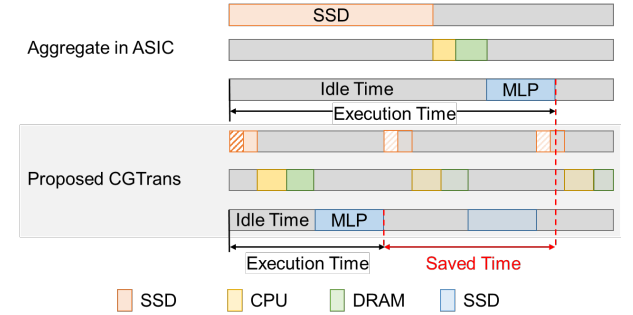 SSD
Aggregate in ASIC
Idle Time
MLP
Execution Time
Proposed CGTrans
Idle Time
MLP
Execution Time
Saved Time
SSD
CPU
DRAM
SSD